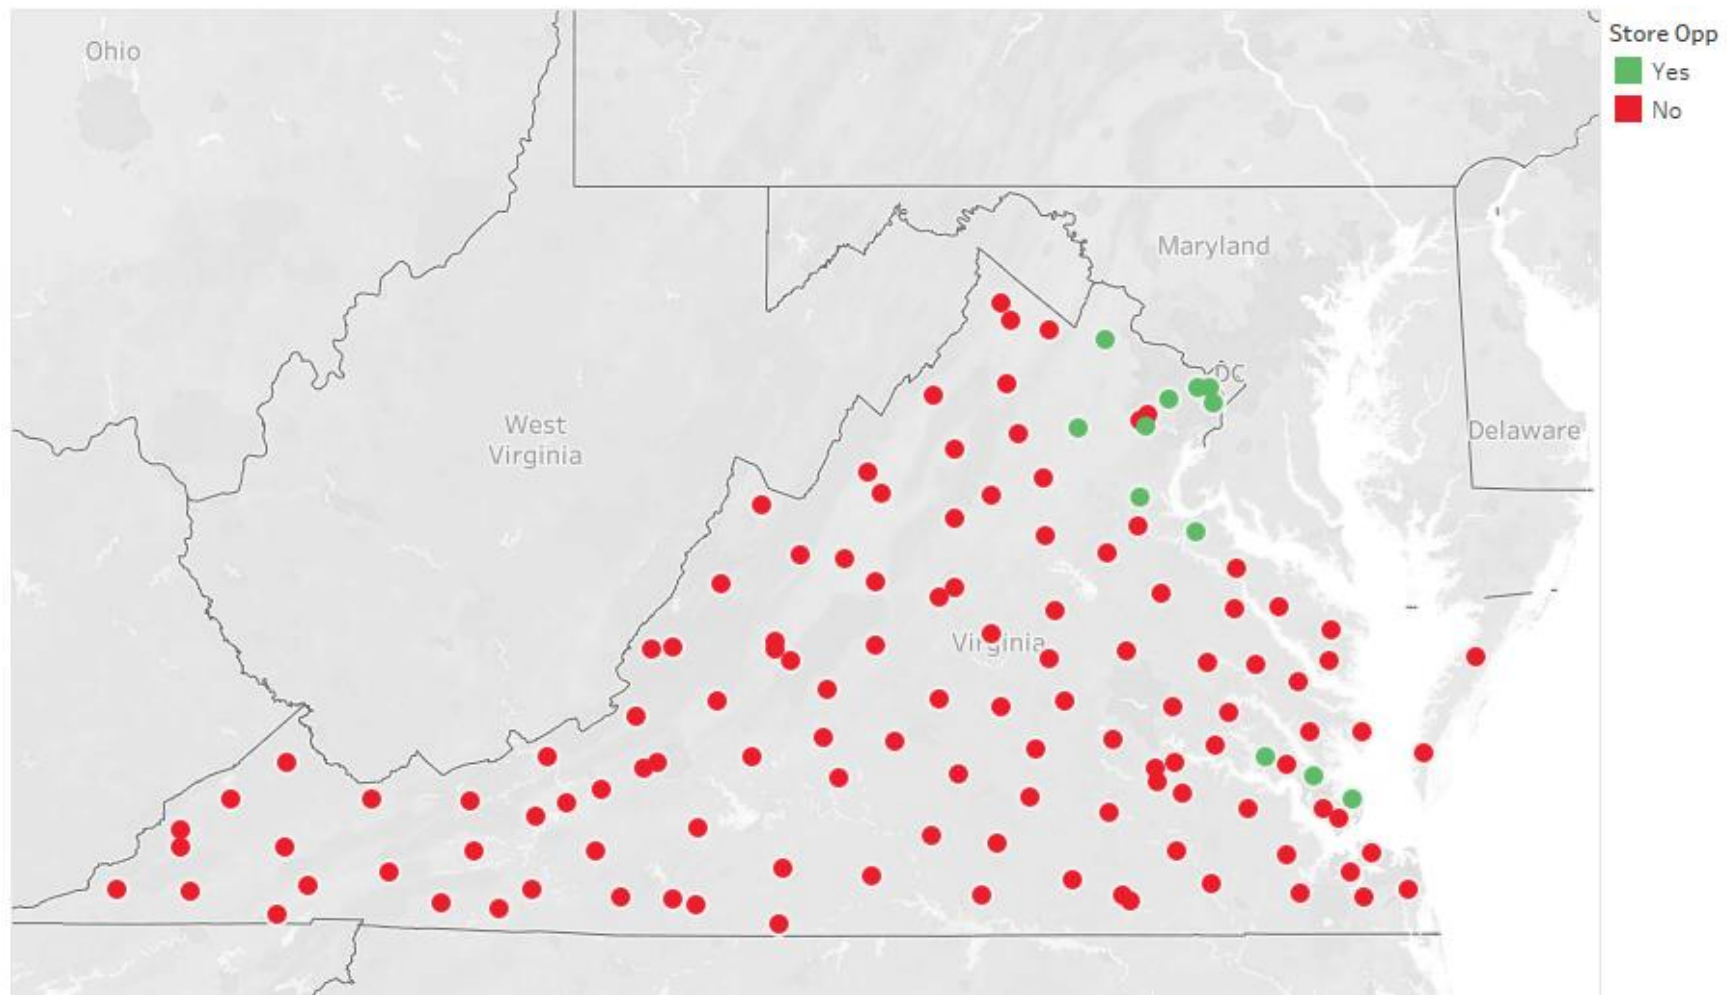 Store Opp
Yes
No
Ohio
Maryland
DC
West
Virginia
Delaware
Virginia